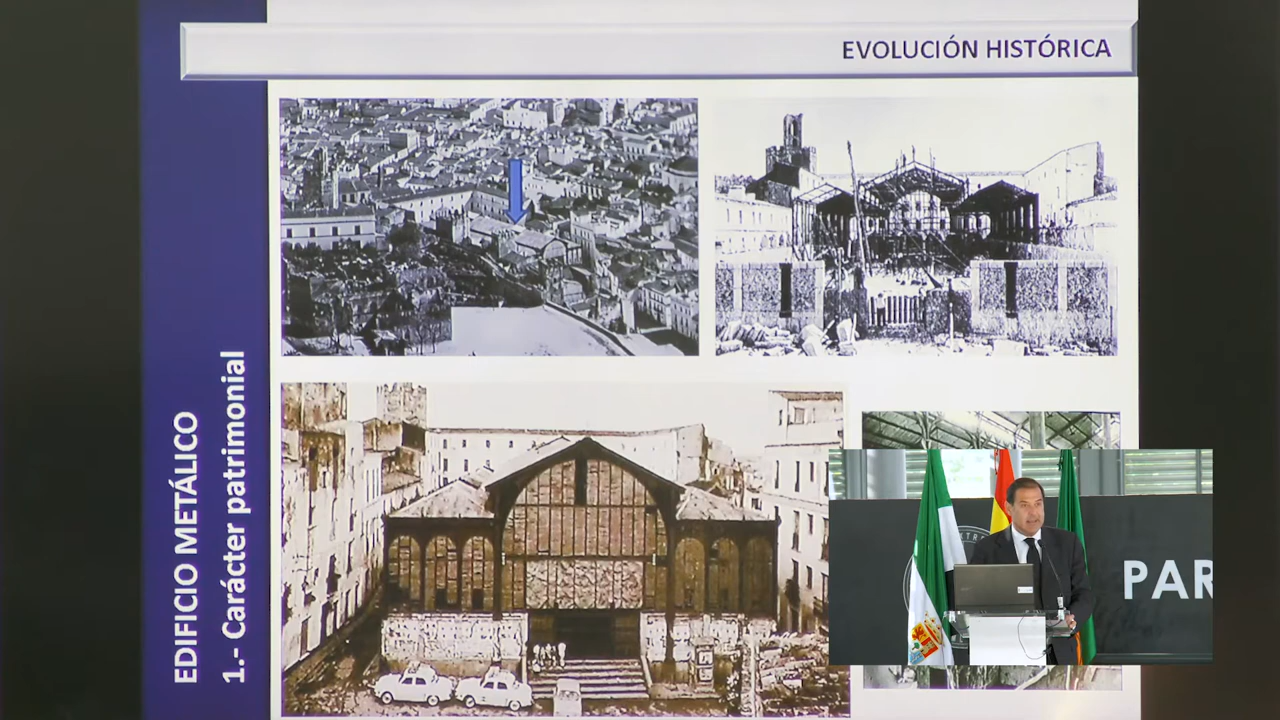 EVOLUCIÓN HISTÓRICA
EDIFICIO METÁLICO
1.- Carácter patrimonial
PAR